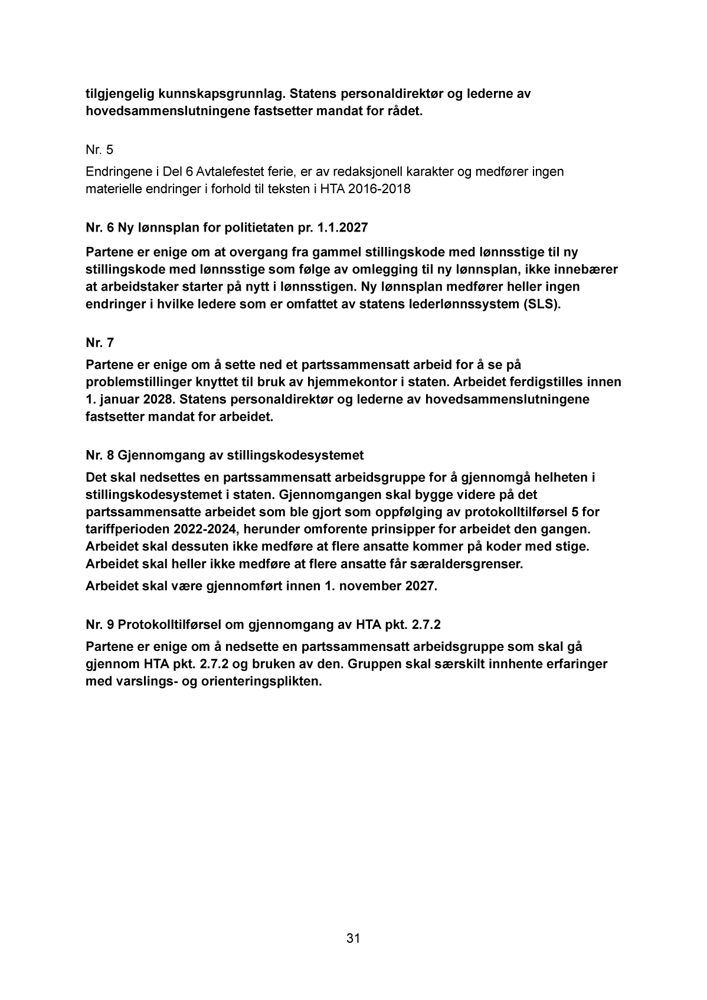 tilgjengelig kunnskapsgrunnlag. Statens personaldirektør og lederne av
hovedsammenslutningene fastsetter mandat for rådet.
Nr. 5
Endringene i Del 6 Avtalefestet ferie, er av redaksjonell karakter og medfører ingen
materielle endringer i forhold til teksten i HTA 2016-2018
Nr. 6 Ny lønnsplan for politietaten pr. 1.1.2027
Partene er enige om at overgang fra gammel stillingskode med lønnsstige til ny
stillingskode med lønnsstige som følge av omlegging til ny lønnsplan, ikke innebærer
at arbeidstaker starter på nytt i lønnsstigen. Ny lønnsplan medfører heller ingen
endringer i hvilke ledere som er omfattet av statens lederlønnssystem (SLS).
Nr. 7
Partene er enige om å sette ned et partssammensatt arbeid for å se på
problemstillinger knyttet til bruk av hjemmekontor i staten. Arbeidet ferdigstilles innen
1. januar 2028. Statens personaldirektør og lederne av hovedsammenslutningene
fastsetter mandat for arbeidet.
Nr. 8 Gjennomgang av stillingskodesystemet
Det skal nedsettes en partssammensatt arbeidsgruppe for å gjennomgå helheten i
stillingskodesystemet i staten. Gjennomgangen skal bygge videre på det
partssammensatte arbeidet som ble gjort som oppfølging av protokolltilførsel 5 for
tariffperioden 2022-2024, herunder omforente prinsipper for arbeidet den gangen.
Arbeidet skal dessuten ikke medføre at flere ansatte kommer på koder med stige.
Arbeidet skal heller ikke medføre at flere ansatte får særaldersgrenser.
Arbeidet skal være gjennomført innen 1. november 2027.
Nr. 9 Protokolltilførsel om gjennomgang av HTA pkt. 2.7.2
Partene er enige om å nedsette en partssammensatt arbeidsgruppe som skal gå
gjennom HTA pkt. 2.7.2 og bruken av den. Gruppen skal særskilt innhente erfaringer
med varslings- og orienteringsplikten.
31